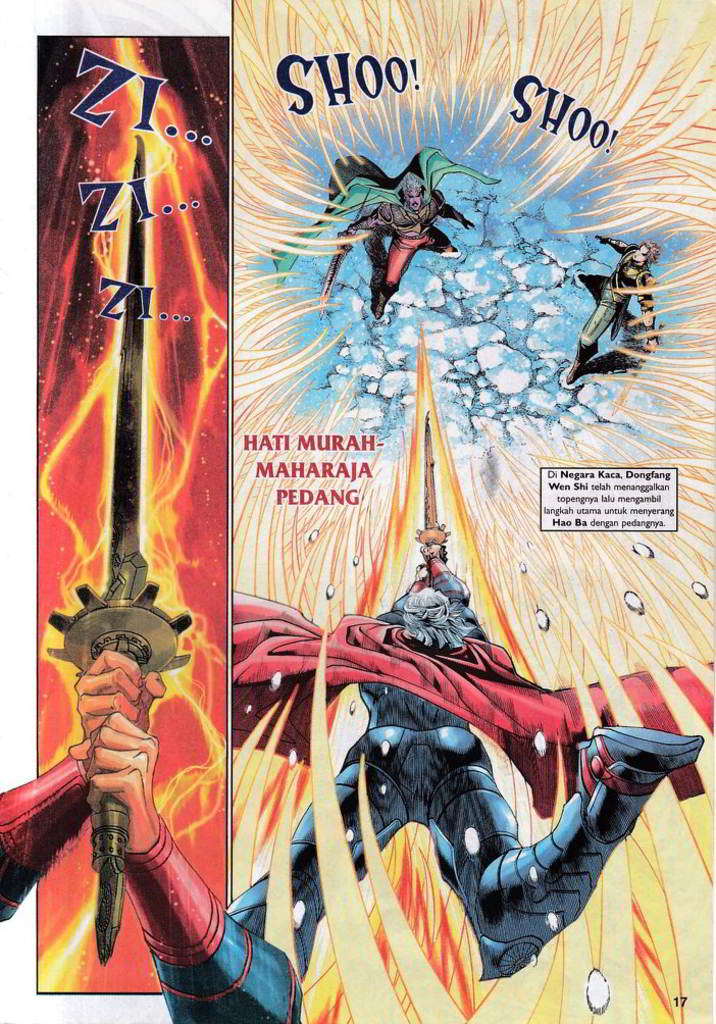 ZI...
ZI...
ZI...
SHOO!
SHOO!
HATI MURAH-
MAHARAJA
PEDANG
Di Negara Kaca, Dongfang
Wen Shi telah menanggalkan
topengnya lalu mengambil
langkah utama untuk menyerang
Hao Ba dengan pedangnya.
17